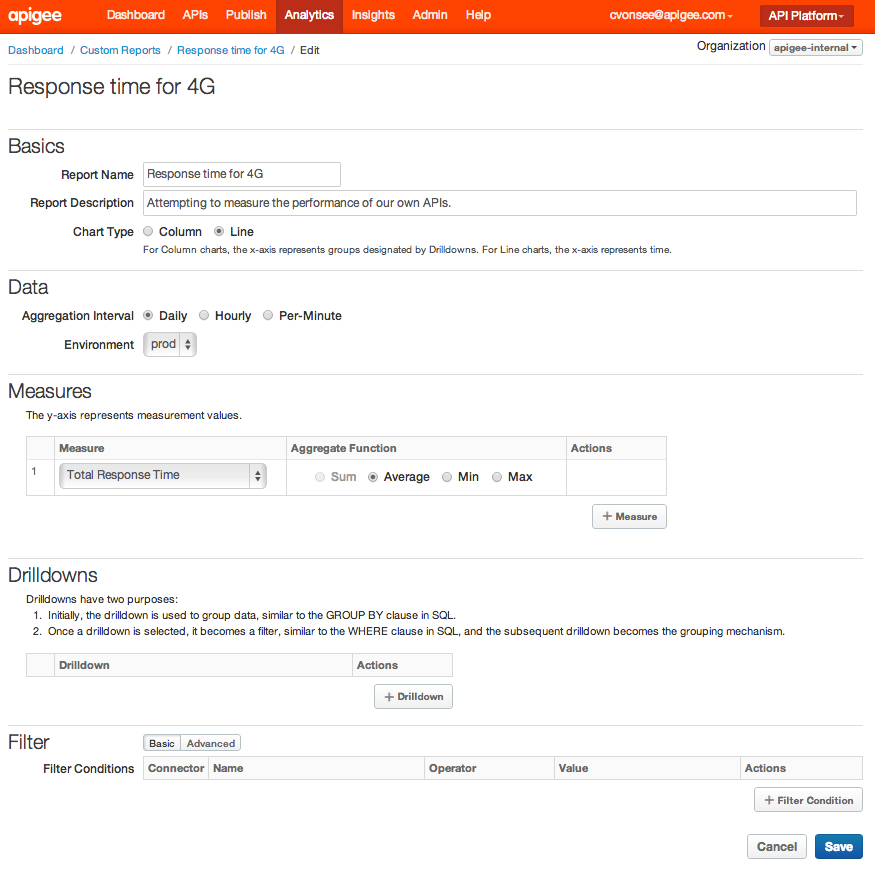 apigee Dashboard APIs Publish Analytics Insights Admin Help cvonsee@apigee.com API Platform
Dashboard / Custom Reports / Response time for 4G / Edit Organization apigee-internal
Response time for 4G
Basics
Report Name Response time for 4G
Report Description Attempting to measure the performance of our own APIs.
Chart Type Column Line
For Column charts, the x-axis represents groups designated by Drilldowns. For Line charts, the x-axis represents time.
Data
Aggregation Interval Daily Hourly Per-Minute
Environment prod
Measures
The y-axis represents measurement values.
Measure Aggregate Function Actions
1 Total Response Time Sum Average Min Max
+ Measure
Drilldowns
Drilldowns have two purposes:
1. Initially, the drilldown is used to group data, similar to the GROUP BY clause in SQL.
2. Once a drilldown is selected, it becomes a filter, similar to the WHERE clause in SQL, and the subsequent drilldown becomes the grouping mechanism.
Drilldown Actions
+ Drilldown
Filter Basic Advanced
Filter Conditions Connector Name Operator Value Actions
+ Filter Condition
Cancel Save